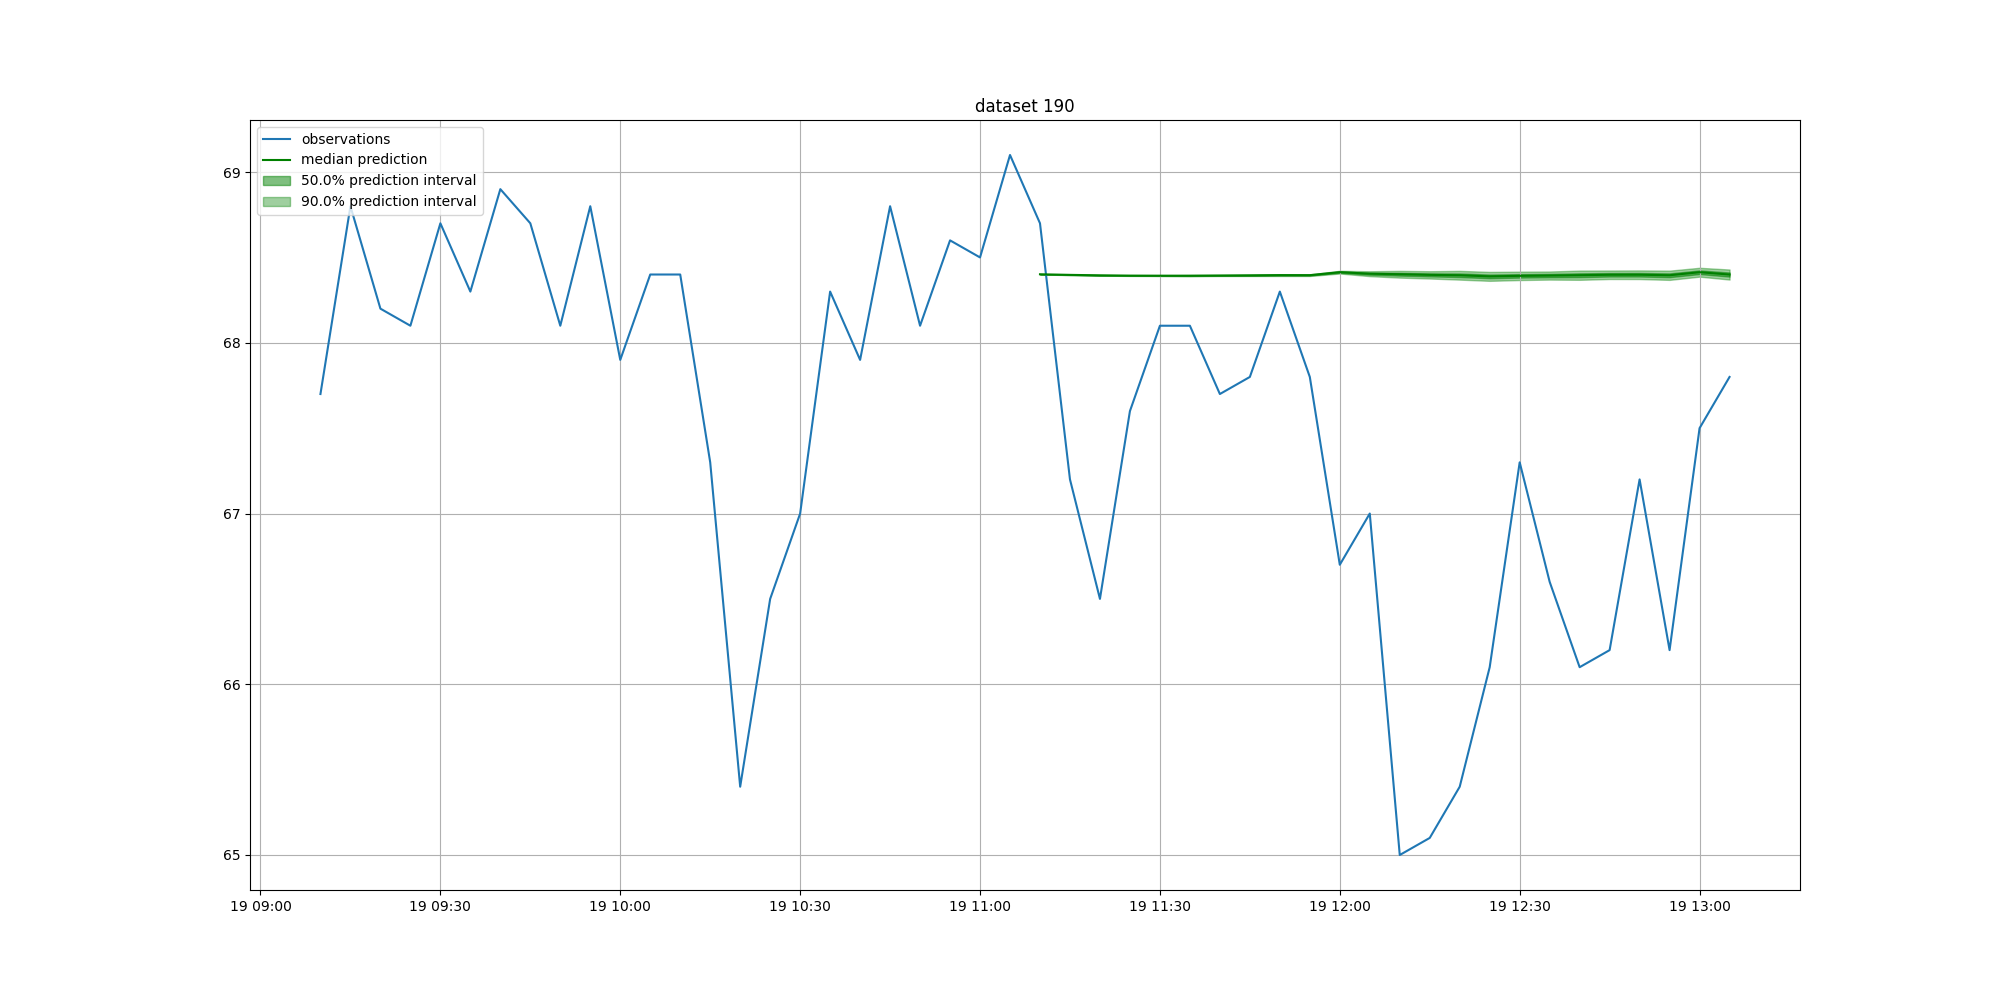 dataset 190
observations
median prediction
50.0% prediction interval
90.0% prediction interval
69
68
67
66
65
19 09:00 19 09:30 19 10:00 19 10:30 19 11:00 19 11:30 19 12:00 19 12:30 19 13:00